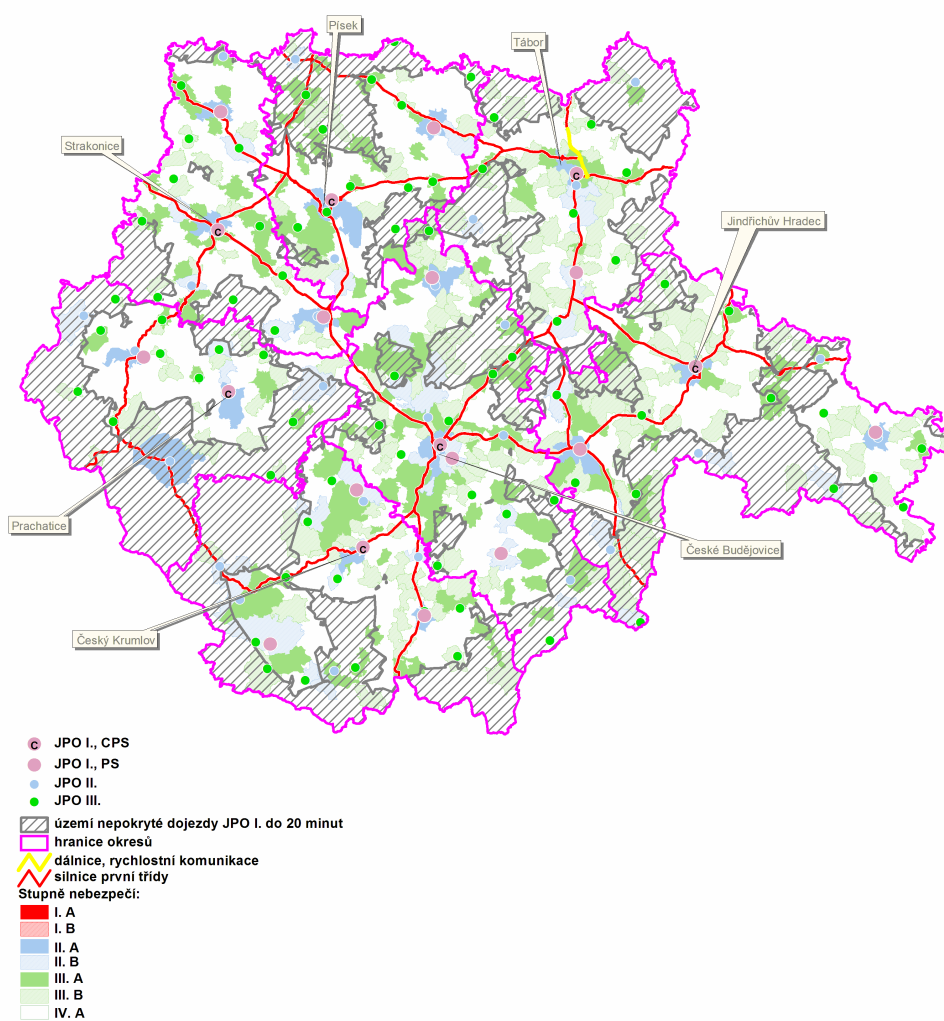 Písek
Tábor
Strakonice
Jindřichův Hradec
Prachatice
České Budějovice
Český Krumlov
C JPO I., CPS
JPO I., PS
JPO II.
JPO III.
území nepokryté dojezdy JPO I. do 20 minut
hranice okresů
dálnice, rychlostní komunikace
silnice první třídy
Stupně nebezpečí:
I. A
I. B
II. A
II. B
III. A
III. B
IV. A